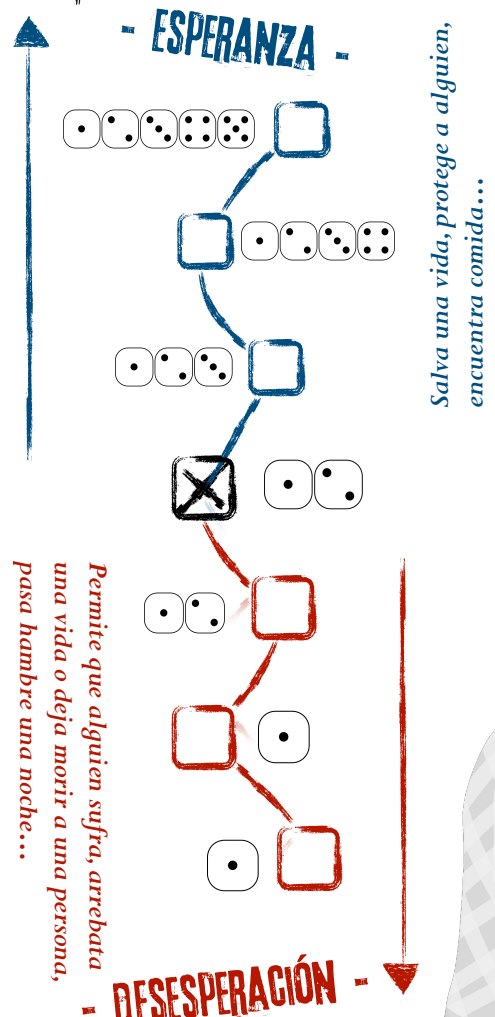 - ESPERANZA -
Salva una vida, protege a alguien,
encuentra comida...
Permite que alguien sufra, arrebata
una vida o deja morir a una persona,
pasa hambre una noche...
- DESESPERACIÓN -